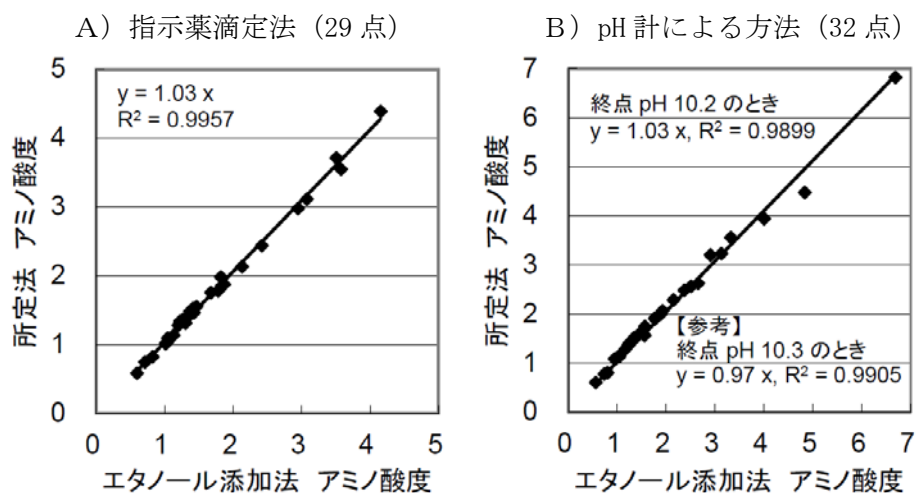 A）指示薬滴定法（29 点）
5
4
3
2
1
0
0 1 2 3 4 5
y = 1.03 x
R² = 0.9957
所定法 アミノ酸度
エタノール添加法 アミノ酸度
B）pH 計による方法（32 点）
7
6
5
4
3
2
1
0
0 1 2 3 4 5 6 7
終点 pH 10.2 のとき
y = 1.03 x, R² = 0.9899
【参考】
終点 pH 10.3 のとき
y = 0.97 x, R² = 0.9905
所定法 アミノ酸度
エタノール添加法 アミノ酸度